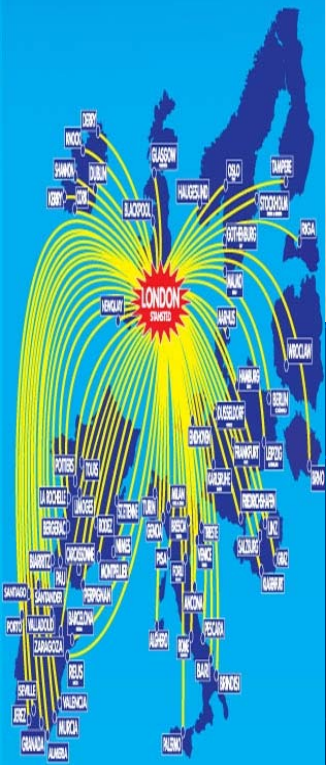 DERRY
KNOCK
SHANNON
DUBLIN
KERRY
CORK
GLASGOW
BLACKPOOL
NEWQUAY
LONDON
STANSTED
HAUGESUND
OSLO
TAMPERE
STOCKHOLM
GOTHENBURG
RIGA
MALMO
AARHUS
WROCLAW
HAMBURG
BERLIN
DUSSELDORF
EINDHOVEN
FRANKFURT
LEIPZIG
KARLSRUHE
BRNO
FRIEDRICHSHAFEN
LINZ
SALZBURG
GRAZ
KLAGENFURT
POITIERS
TOURS
LA ROCHELLE
LIMOGES
BERGERAC
ST.ETIENNE
RODEZ
NIMES
BIARRITZ
CARCASSONNE
MONTPELLIER
PAU
PERPIGNAN
TURIN
MILAN
GENOA
BRESCIA
TRIESTE
VENICE
PISA
FORLI
ANCONA
PESCARA
ALGHERO
ROME
BARI
BRINDISI
PALERMO
SANTIAGO
SANTANDER
PORTO
VALLADOLID
BARCELONA
ZARAGOZA
REUS
SEVILLE
VALENCIA
JEREZ
MURCIA
GRANADA
ALMERIA